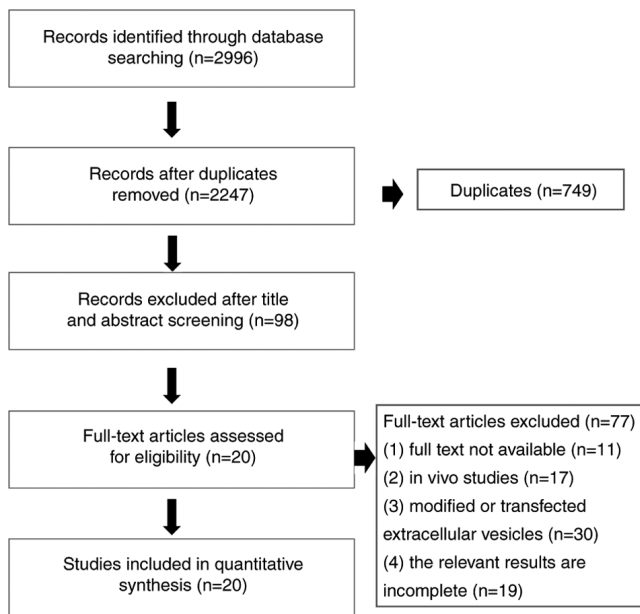 Records identified through database
searching (n=2996)
Records after duplicates
removed (n=2247)
Duplicates (n=749)
Records excluded after title
and abstract screening (n=98)
Full-text articles assessed
for eligibility (n=20)
Full-text articles excluded (n=77)
(1) full text not available (n=11)
(2) in vivo studies (n=17)
(3) modified or transfected
extracellular vesicles (n=30)
(4) the relevant results are
incomplete (n=19)
Studies included in quantitative
synthesis (n=20)